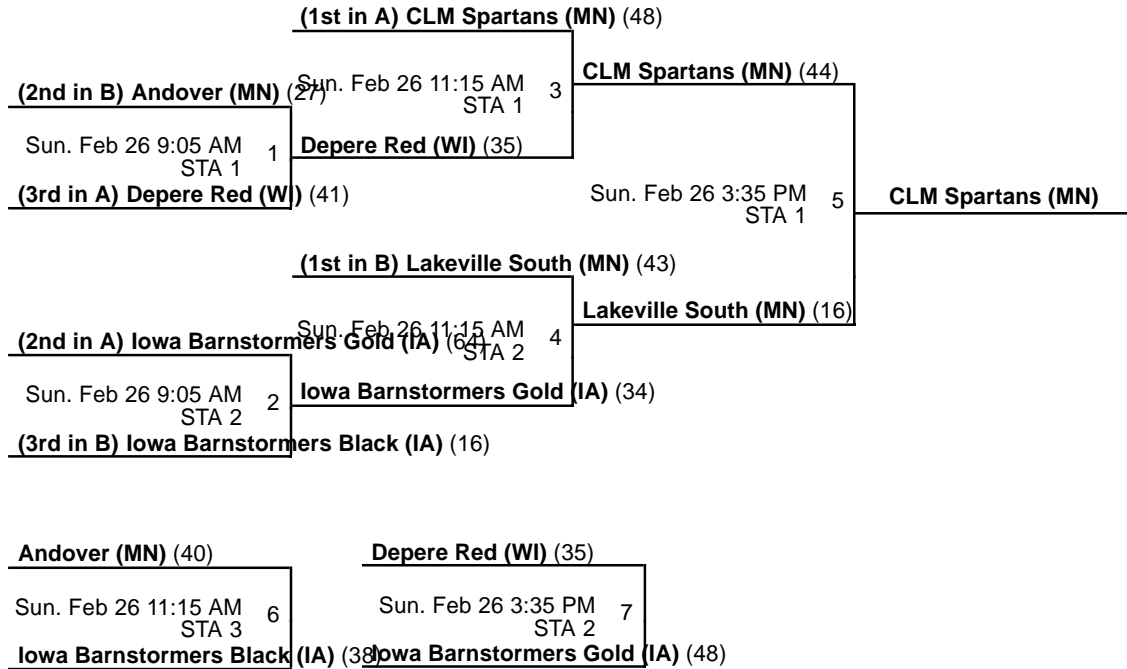 (1st in A) CLM Spartans (MN) (48)
Sun. Feb 26 11:15 AM
STA 1
3
CLM Spartans (MN) (44)
(2nd in B) Andover (MN) (27)
Sun. Feb 26 9:05 AM
STA 1
1
Depere Red (WI) (35)
(3rd in A) Depere Red (WI) (41)
Sun. Feb 26 3:35 PM
STA 1
5
CLM Spartans (MN)
(1st in B) Lakeville South (MN) (43)
Sun. Feb 26 11:15 AM
STA 2
4
Lakeville South (MN) (16)
(2nd in A) Iowa Barnstormers Gold (IA) (64)
Sun. Feb 26 9:05 AM
STA 2
2
Iowa Barnstormers Gold (IA) (34)
(3rd in B) Iowa Barnstormers Black (IA) (16)
Andover (MN) (40)
Sun. Feb 26 11:15 AM
STA 3
6
Iowa Barnstormers Black (IA) (38)
Depere Red (WI) (35)
Sun. Feb 26 3:35 PM
STA 2
7
Iowa Barnstormers Gold (IA) (48)